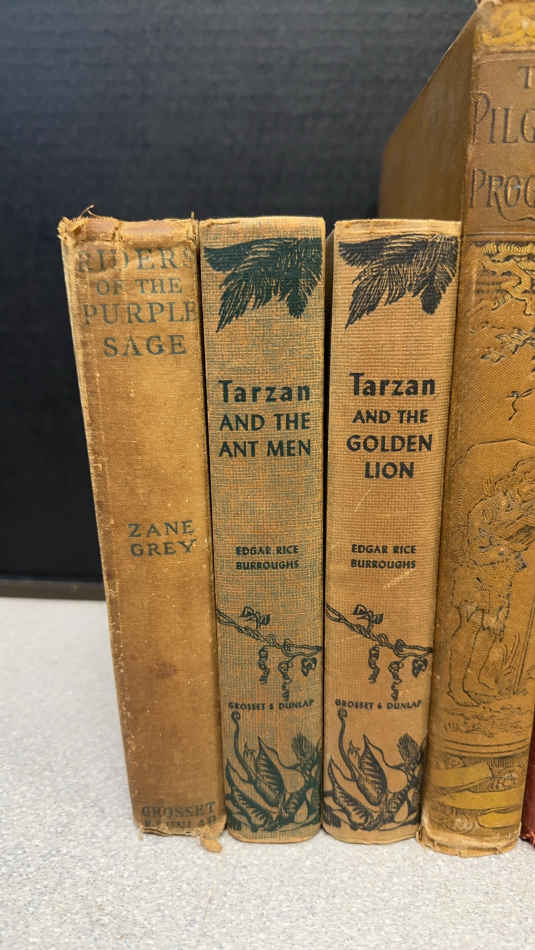 RIDERS
OF THE
PURPLE
SAGE
ZANE
GREY
GROSSET
& DUNLAP
Tarzan
AND THE
ANT MEN
EDGAR RICE
BURROUGHS
GROSSET & DUNLAP
Tarzan
AND THE
GOLDEN
LION
EDGAR RICE
BURROUGHS
GROSSET & DUNLAP
T
PILG
PROG